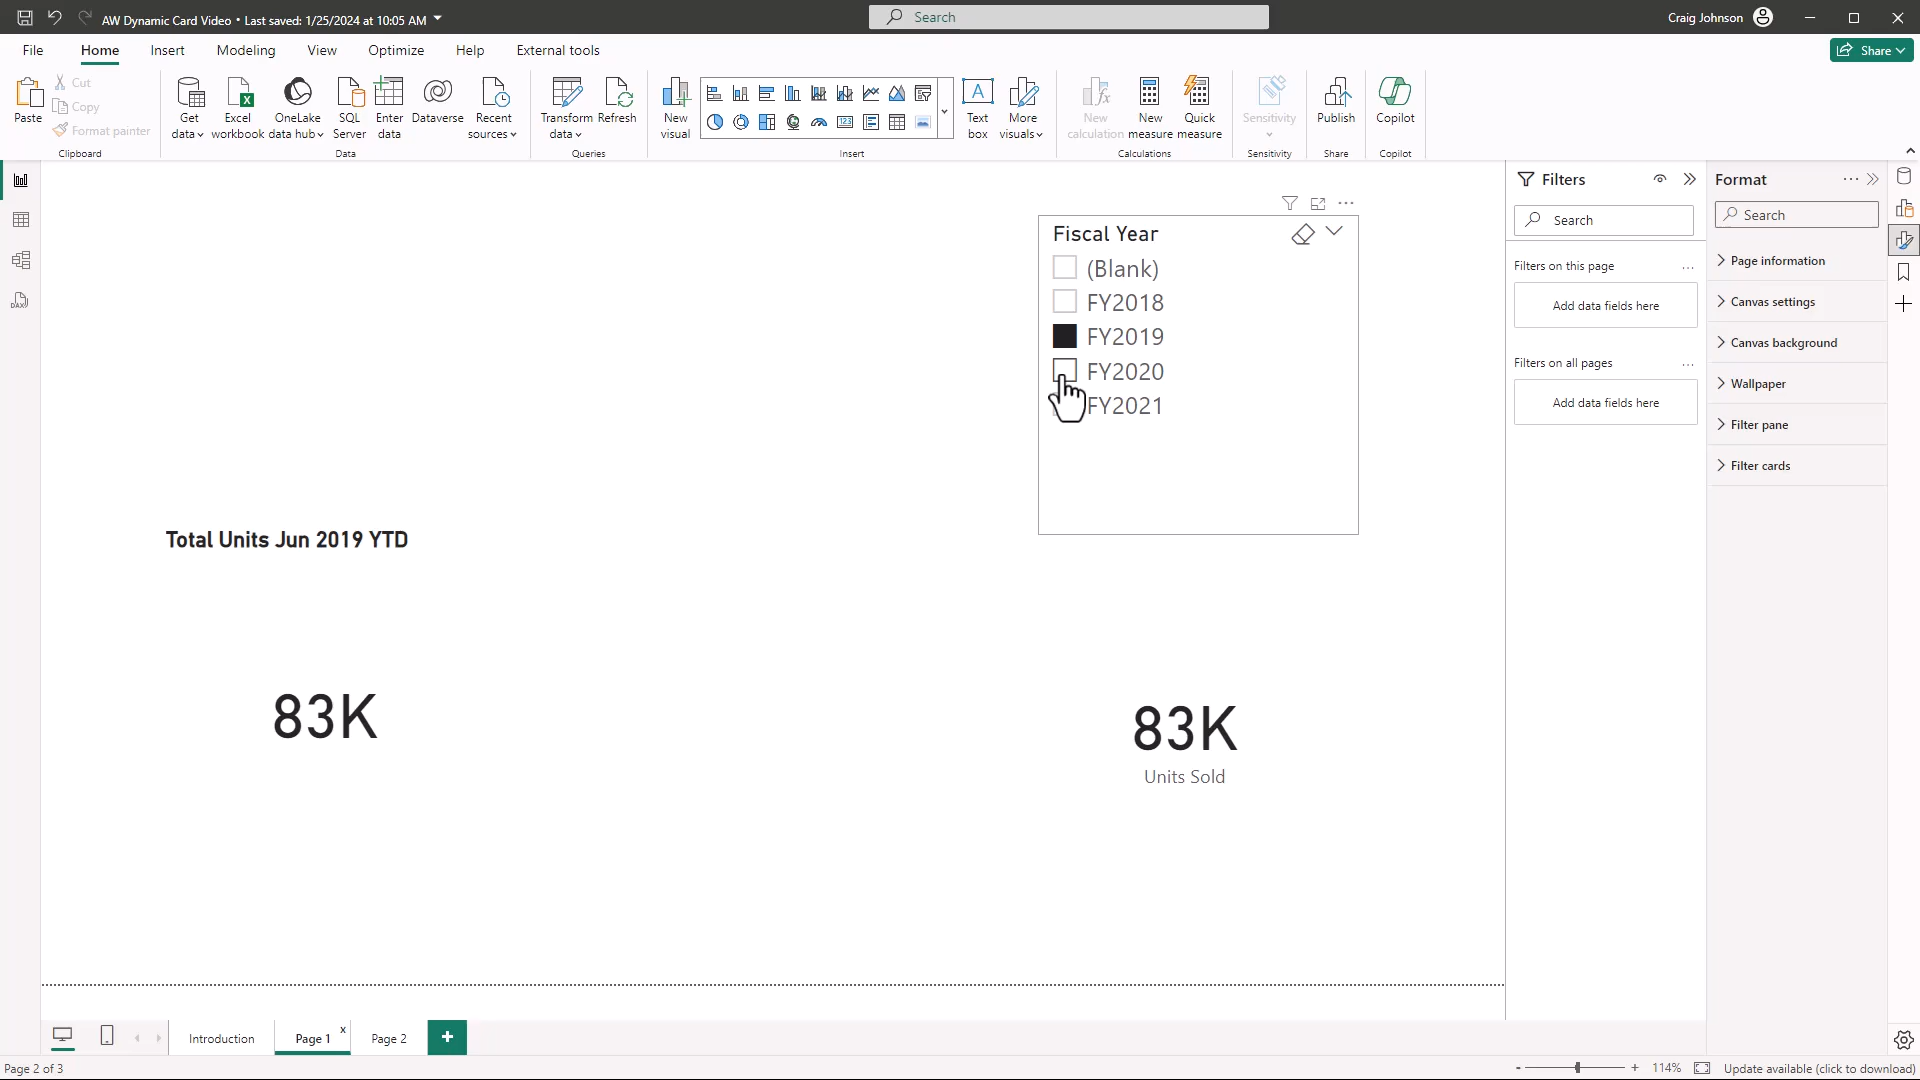 AW Dynamic Card Video • Last saved: 1/25/2024 at 10:05 AM
Search
Craig Johnson
File
Home
Insert
Modeling
View
Optimize
Help
External tools
Share
Paste
Cut
Copy
Format painter
Clipboard
Get data
Excel workbook
OneLake data hub
SQL Server
Enter data
Dataverse
Recent sources
Data
Transform data
Refresh
Queries
New visual
Text box
More visuals
Insert
New calculation
New measure
Quick measure
Calculations
Sensitivity
Sensitivity
Publish
Share
Copilot
Copilot
DAX
Fiscal Year
(Blank)
FY2018
FY2019
FY2020
FY2021
Total Units Jun 2019 YTD
83K
83K
Units Sold
Filters
Search
Filters on this page
...
Add data fields here
Filters on all pages
...
Add data fields here
Format
Search
Page information
Canvas settings
Canvas background
Wallpaper
Filter pane
Filter cards
Introduction
Page 1
x
Page 2
+
Page 2 of 3
- + 114%
Update available (click to download)